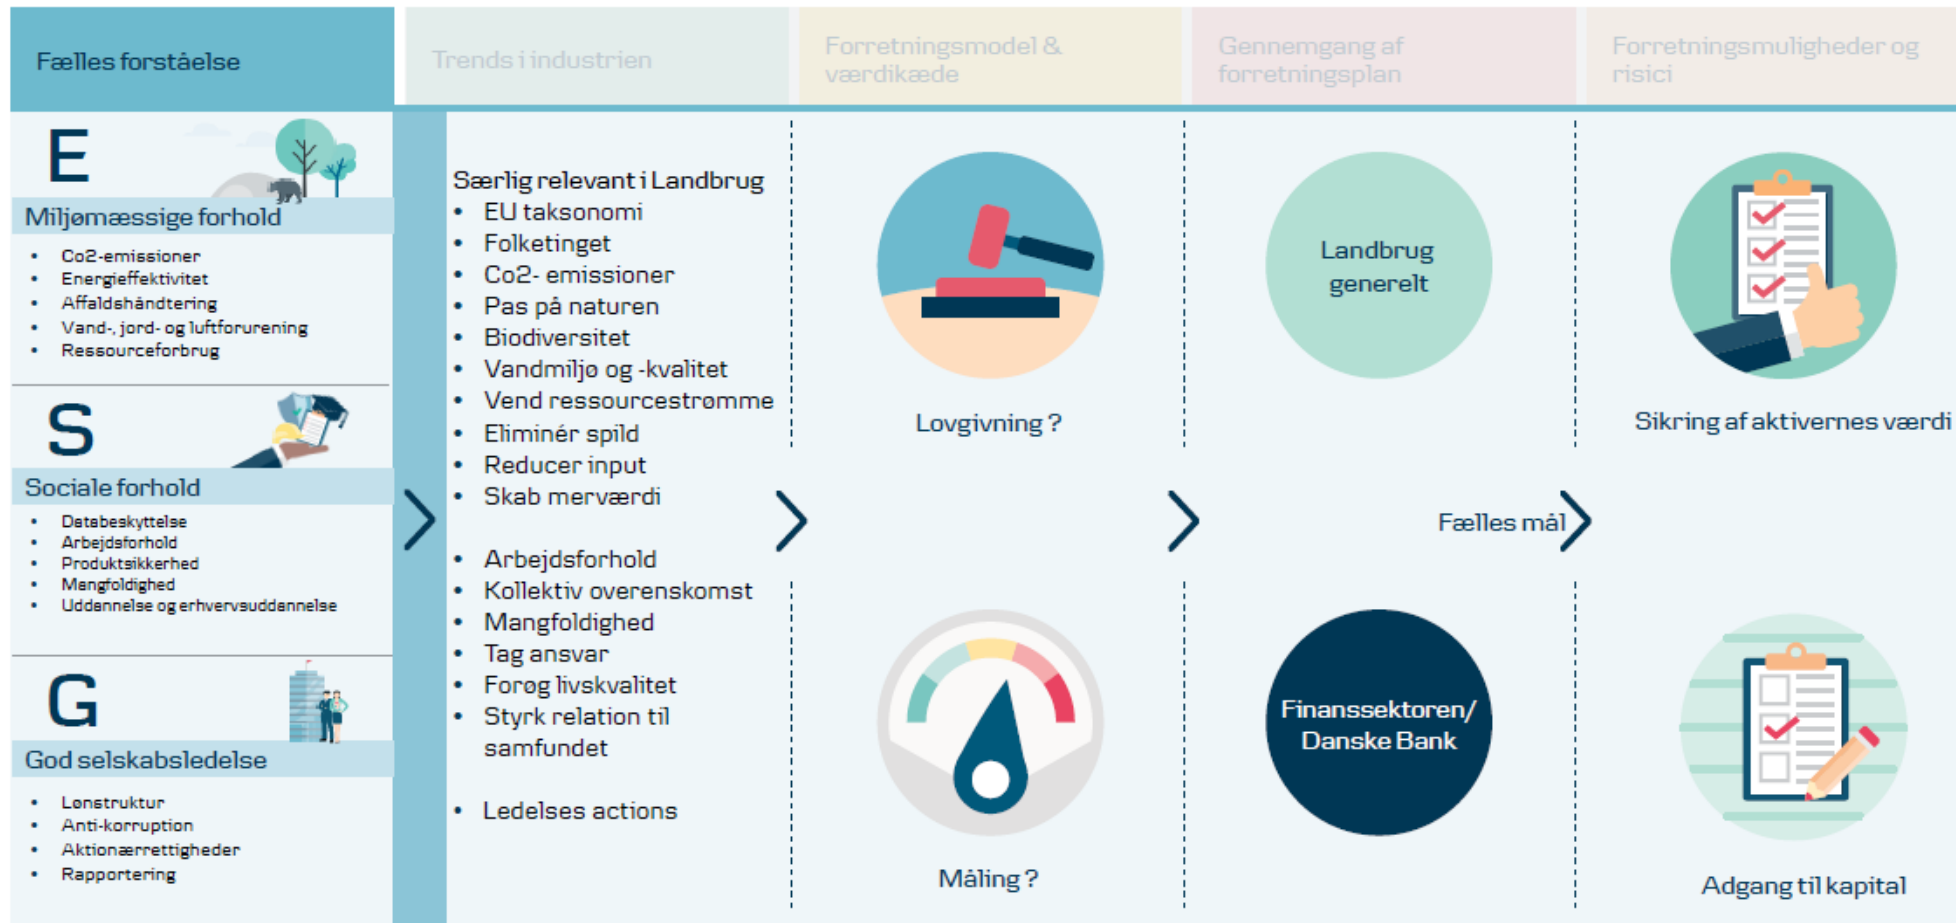 Fælles forståelse
Trends i industrien
Forretningsmodel &
værdikæde
Gennemgang af
forretningsplan
Forretningsmuligheder og
risici
E
Miljømæssige forhold
• Co2-emissioner
• Energieffektivitet
• Affaldshåndtering
• Vand-, jord- og luftforurening
• Ressourceforbrug
S
Sociale forhold
• Databeskyttelse
• Arbejdsforhold
• Produktsikkerhed
• Mangfoldighed
• Uddannelse og erhvervsuddannelse
G
God selskabsledelse
• Lønstruktur
• Anti-korruption
• Aktionærrettigheder
• Rapportering
Særlig relevant i Landbrug
• EU taksonomi
• Folketinget
• Co2- emissioner
• Pas på naturen
• Biodiversitet
• Vandmiljø og -kvalitet
• Vend ressourcestrømme
• Eliminér spild
• Reducer input
• Skab merværdi
• Arbejdsforhold
• Kollektiv overenskomst
• Mangfoldighed
• Tag ansvar
• Forøg livskvalitet
• Styrk relation til
samfundet
• Ledelses actions
Lovgivning ?
Måling ?
Landbrug
generelt
Fælles mål
Finanssektoren/
Danske Bank
Sikring af aktivernes værdi
Adgang til kapital